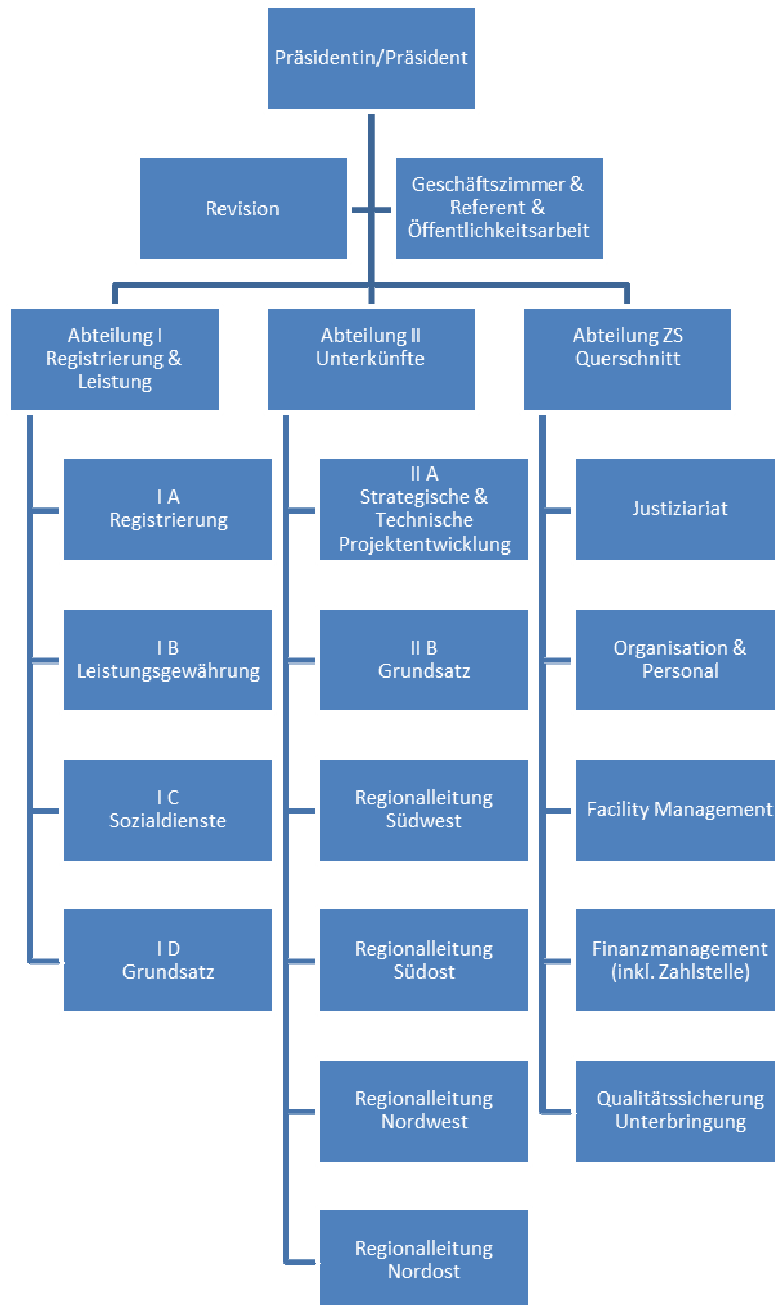 Präsidentin/Präsident
Revision
Geschäftszimmer &
Referent &
Öffentlichkeitsarbeit
Abteilung I
Registrierung &
Leistung
Abteilung II
Unterkünfte
Abteilung ZS
Querschnitt
I A
Registrierung
I B
Leistungsgewährung
I C
Sozialdienste
I D
Grundsatz
II A
Strategische &
Technische
Projektentwicklung
II B
Grundsatz
Regionalleitung
Südwest
Regionalleitung
Südost
Regionalleitung
Nordwest
Regionalleitung
Nordost
Justiziariat
Organisation &
Personal
Facility Management
Finanzmanagement
(inkl. Zahlstelle)
Qualitätssicherung
Unterbringung